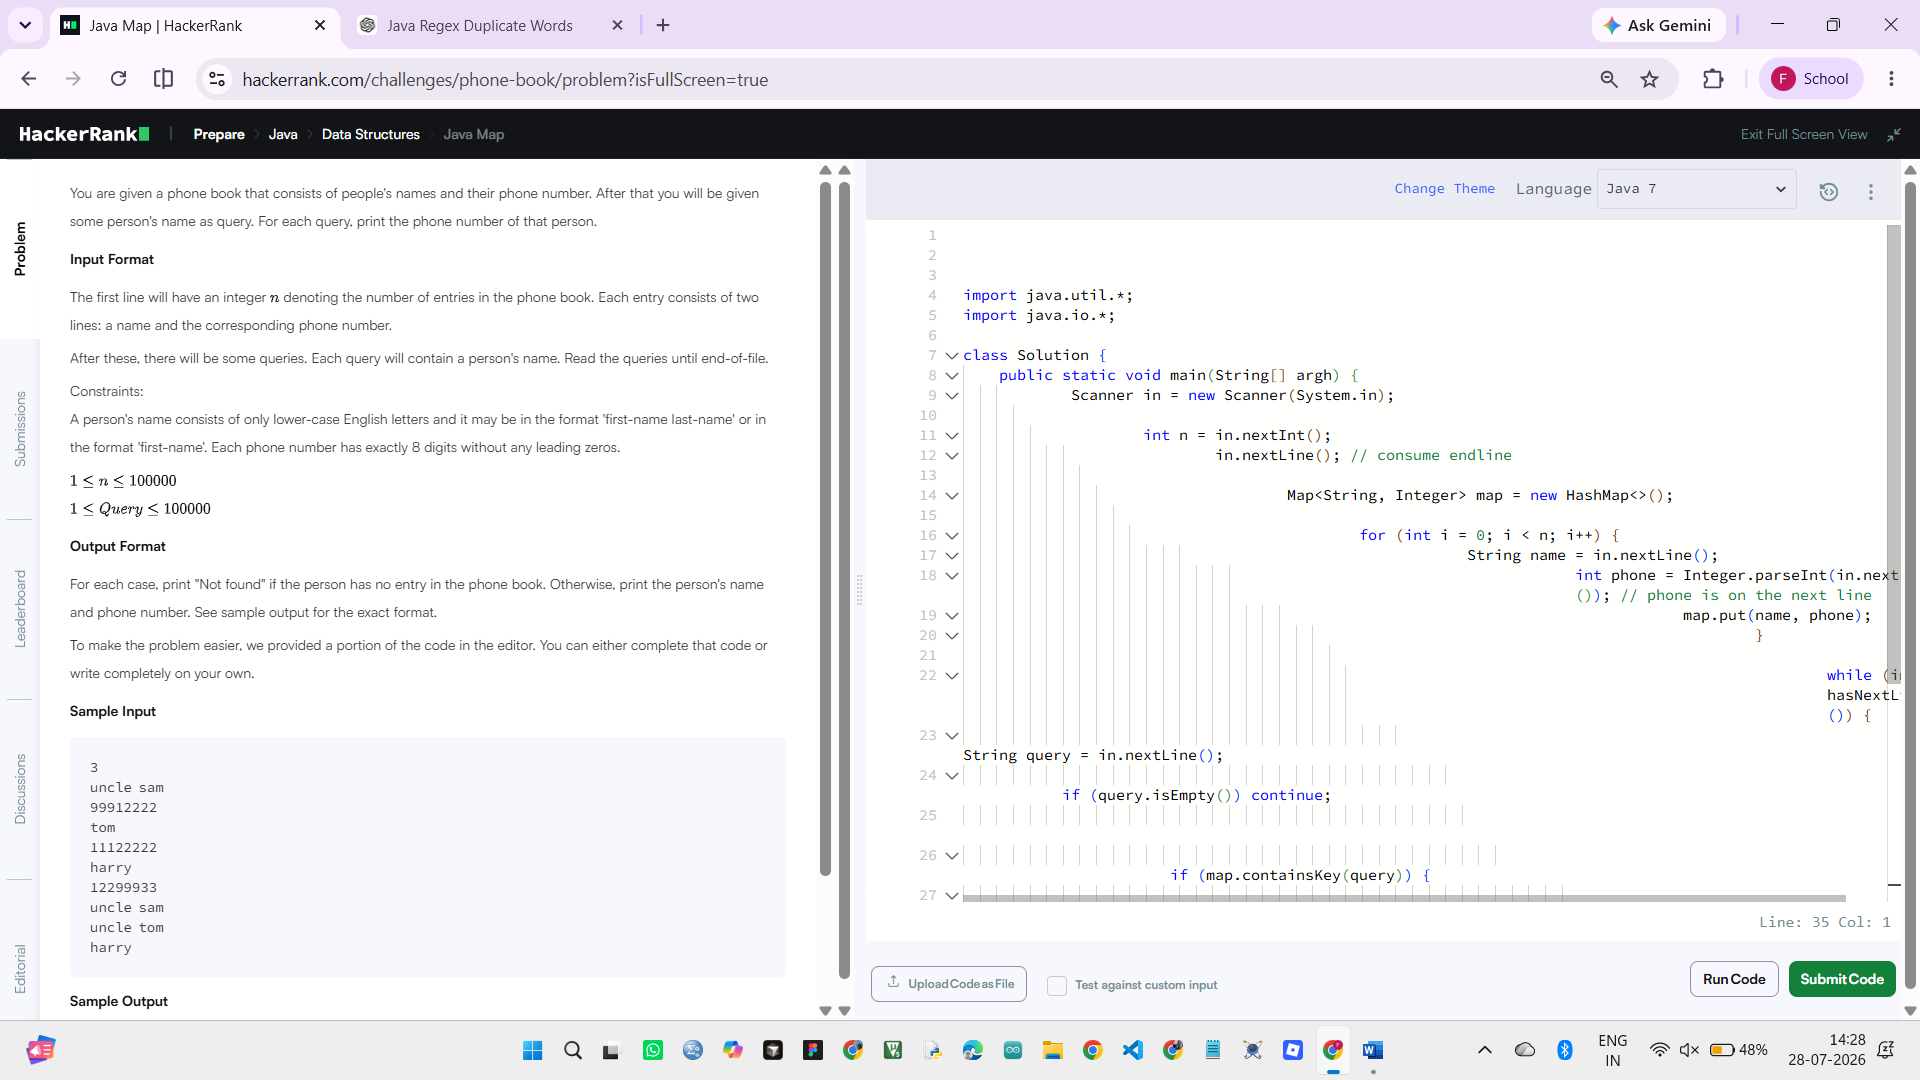 Java Map | HackerRank
Java Regex Duplicate Words
Ask Gemini
hackerrank.com/challenges/phone-book/problem?isFullScreen=true
F School
HackerRank
Prepare
Java
Data Structures
Java Map
Exit Full Screen View
Problem
Submissions
Leaderboard
Discussions
Editorial
You are given a phone book that consists of people's names and their phone number. After that you will be given
some person's name as query. For each query, print the phone number of that person.
Input Format
The first line will have an integer n denoting the number of entries in the phone book. Each entry consists of two
lines: a name and the corresponding phone number.
After these, there will be some queries. Each query will contain a person's name. Read the queries until end-of-file.
Constraints:
A person's name consists of only lower-case English letters and it may be in the format 'first-name last-name' or in
the format 'first-name'. Each phone number has exactly 8 digits without any leading zeros.
1 ≤ n ≤ 100000
1 ≤ Query ≤ 100000
Output Format
For each case, print "Not found" if the person has no entry in the phone book. Otherwise, print the person's name
and phone number. See sample output for the exact format.
To make the problem easier, we provided a portion of the code in the editor. You can either complete that code or
write completely on your own.
Sample Input
3
uncle sam
99912222
tom
11122222
harry
12299933
uncle sam
uncle tom
harry
Sample Output
Change Theme
Language
Java 7
1
2
3
4 import java.util.*;
5 import java.io.*;
6
7 class Solution {
8 public static void main(String[] argh) {
9 Scanner in = new Scanner(System.in);
10
11 int n = in.nextInt();
12 in.nextLine(); // consume endline
13
14 Map<String, Integer> map = new HashMap<>();
15
16 for (int i = 0; i < n; i++) {
17 String name = in.nextLine();
18 int phone = Integer.parseInt(in.next
()); // phone is on the next line
19 map.put(name, phone);
20 }
21
22 while (i
hasNextL
()) {
23
String query = in.nextLine();
24
if (query.isEmpty()) continue;
25
26
if (map.containsKey(query)) {
27
Line: 35 Col: 1
Upload Code as File
Test against custom input
Run Code
Submit Code
ENG
IN
48%
14:28
28-07-2026